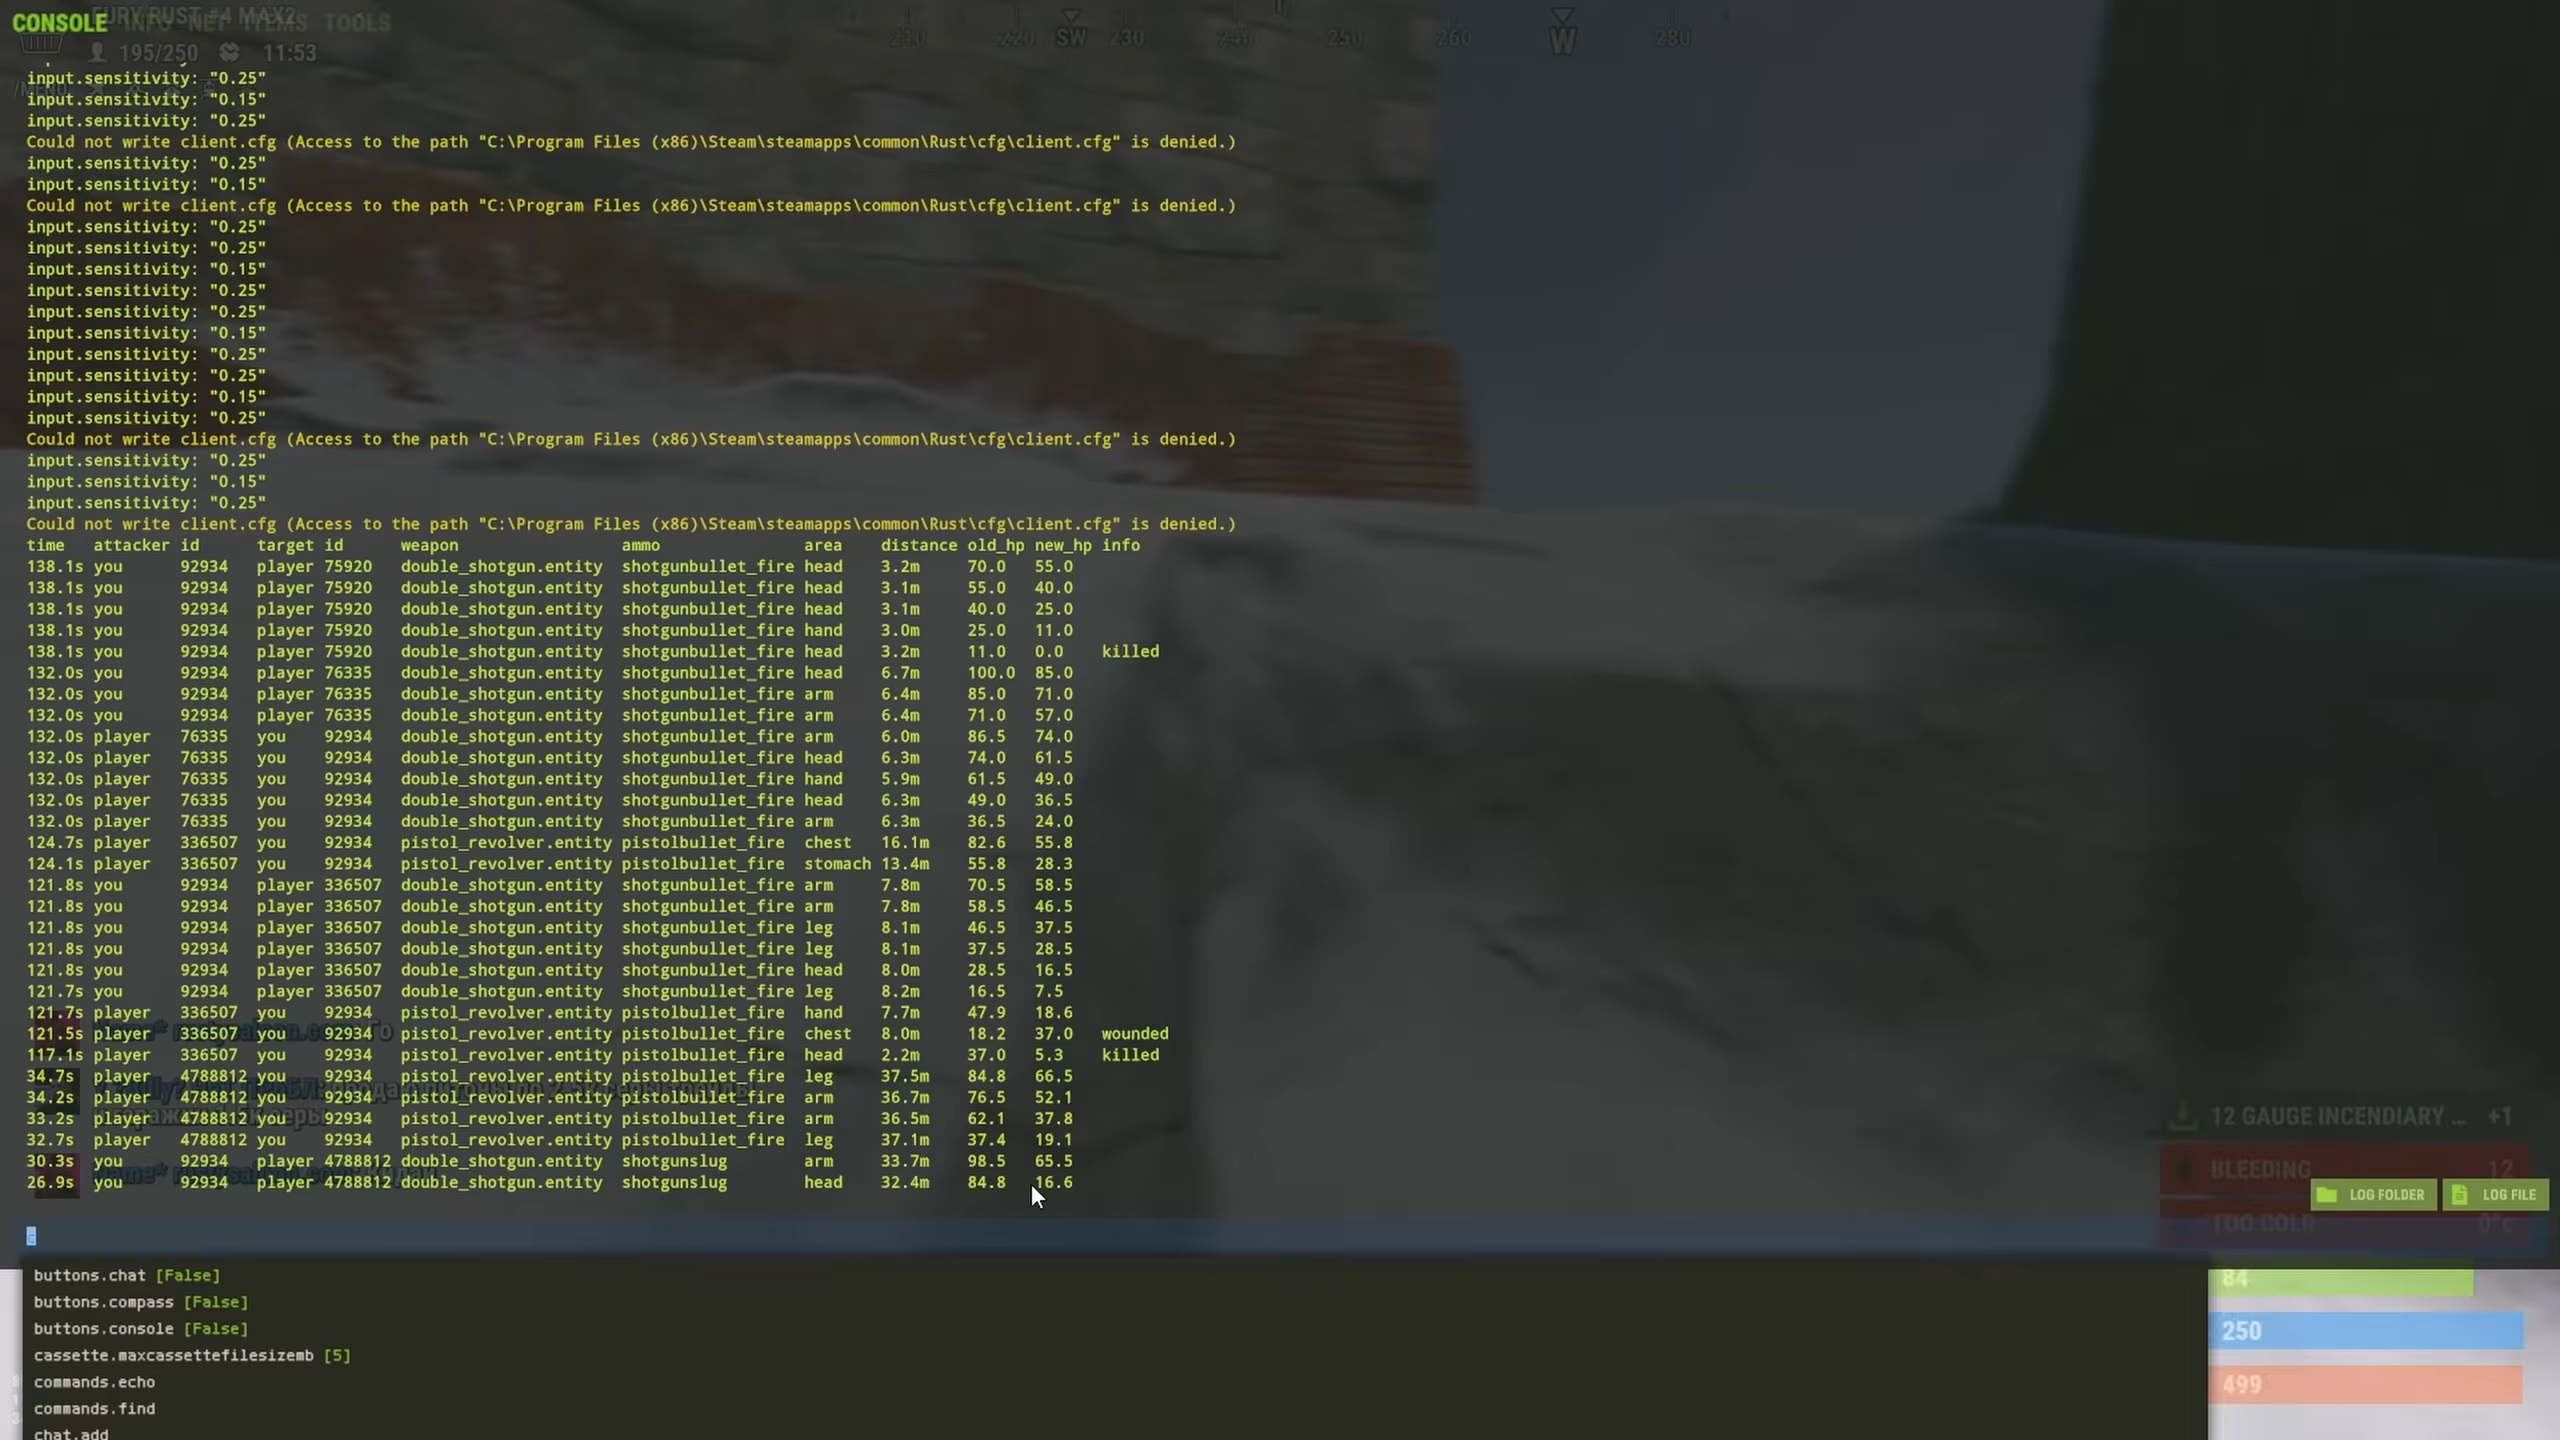 FURY RUST #4 MAX2
CONSOLE INFO NET ITEMS TOOLS
195/250 11:53
210 220 SW 230 240 250 260 W 280
/MENU
input.sensitivity: "0.25"
input.sensitivity: "0.15"
input.sensitivity: "0.25"
Could not write client.cfg (Access to the path "C:\Program Files (x86)\Steam\steamapps\common\Rust\cfg\client.cfg" is denied.)
input.sensitivity: "0.25"
input.sensitivity: "0.15"
Could not write client.cfg (Access to the path "C:\Program Files (x86)\Steam\steamapps\common\Rust\cfg\client.cfg" is denied.)
input.sensitivity: "0.25"
input.sensitivity: "0.25"
input.sensitivity: "0.15"
input.sensitivity: "0.25"
input.sensitivity: "0.25"
input.sensitivity: "0.15"
input.sensitivity: "0.25"
input.sensitivity: "0.25"
input.sensitivity: "0.15"
input.sensitivity: "0.25"
Could not write client.cfg (Access to the path "C:\Program Files (x86)\Steam\steamapps\common\Rust\cfg\client.cfg" is denied.)
input.sensitivity: "0.25"
input.sensitivity: "0.15"
input.sensitivity: "0.25"
Could not write client.cfg (Access to the path "C:\Program Files (x86)\Steam\steamapps\common\Rust\cfg\client.cfg" is denied.)
time attacker id target id weapon ammo area distance old_hp new_hp info
138.1s you 92934 player 75920 double_shotgun.entity shotgunbullet_fire head 3.2m 70.0 55.0
138.1s you 92934 player 75920 double_shotgun.entity shotgunbullet_fire head 3.1m 55.0 40.0
138.1s you 92934 player 75920 double_shotgun.entity shotgunbullet_fire head 3.1m 40.0 25.0
138.1s you 92934 player 75920 double_shotgun.entity shotgunbullet_fire hand 3.0m 25.0 11.0
138.1s you 92934 player 75920 double_shotgun.entity shotgunbullet_fire head 3.2m 11.0 0.0 killed
132.0s you 92934 player 76335 double_shotgun.entity shotgunbullet_fire head 6.7m 100.0 85.0
132.0s you 92934 player 76335 double_shotgun.entity shotgunbullet_fire arm 6.4m 85.0 71.0
132.0s you 92934 player 76335 double_shotgun.entity shotgunbullet_fire arm 6.4m 71.0 57.0
132.0s player 76335 you 92934 double_shotgun.entity shotgunbullet_fire arm 6.0m 86.5 74.0
132.0s player 76335 you 92934 double_shotgun.entity shotgunbullet_fire head 6.3m 74.0 61.5
132.0s player 76335 you 92934 double_shotgun.entity shotgunbullet_fire hand 5.9m 61.5 49.0
132.0s player 76335 you 92934 double_shotgun.entity shotgunbullet_fire head 6.3m 49.0 36.5
132.0s player 76335 you 92934 double_shotgun.entity shotgunbullet_fire arm 6.3m 36.5 24.0
124.7s player 336507 you 92934 pistol_revolver.entity pistolbullet_fire chest 16.1m 82.6 55.8
124.1s player 336507 you 92934 pistol_revolver.entity pistolbullet_fire stomach 13.4m 55.8 28.3
121.8s you 92934 player 336507 double_shotgun.entity shotgunbullet_fire arm 7.8m 70.5 58.5
121.8s you 92934 player 336507 double_shotgun.entity shotgunbullet_fire arm 7.8m 58.5 46.5
121.8s you 92934 player 336507 double_shotgun.entity shotgunbullet_fire leg 8.1m 46.5 37.5
121.8s you 92934 player 336507 double_shotgun.entity shotgunbullet_fire leg 8.1m 37.5 28.5
121.8s you 92934 player 336507 double_shotgun.entity shotgunbullet_fire head 8.0m 28.5 16.5
121.7s you 92934 player 336507 double_shotgun.entity shotgunbullet_fire leg 8.2m 16.5 7.5
121.7s player 336507 you 92934 pistol_revolver.entity pistolbullet_fire hand 7.7m 47.9 18.6
121.5s player 336507 you 92934 pistol_revolver.entity pistolbullet_fire chest 8.0m 18.2 37.0 wounded
117.1s player 336507 you 92934 pistol_revolver.entity pistolbullet_fire head 2.2m 37.0 5.3 killed
34.7s player 4788812 you 92934 pistol_revolver.entity pistolbullet_fire leg 37.5m 84.8 66.5
34.2s player 4788812 you 92934 pistol_revolver.entity pistolbullet_fire arm 36.7m 76.5 52.1
33.2s player 4788812 you 92934 pistol_revolver.entity pistolbullet_fire arm 36.5m 62.1 37.8
32.7s player 4788812 you 92934 pistol_revolver.entity pistolbullet_fire leg 37.1m 37.4 19.1
30.3s you 92934 player 4788812 double_shotgun.entity shotgunslug arm 33.7m 98.5 65.5
26.9s you 92934 player 4788812 double_shotgun.entity shotgunslug head 32.4m 84.8 16.6
12 GAUGE INCENDIARY ... +1
BLEEDING 12
LOG FOLDER LOG FILE
TOO COLD 0°c
c
buttons.chat [False]
buttons.compass [False]
buttons.console [False]
cassette.maxcassettefilesizemb [5]
commands.echo
commands.find
chat.add
84
250
499